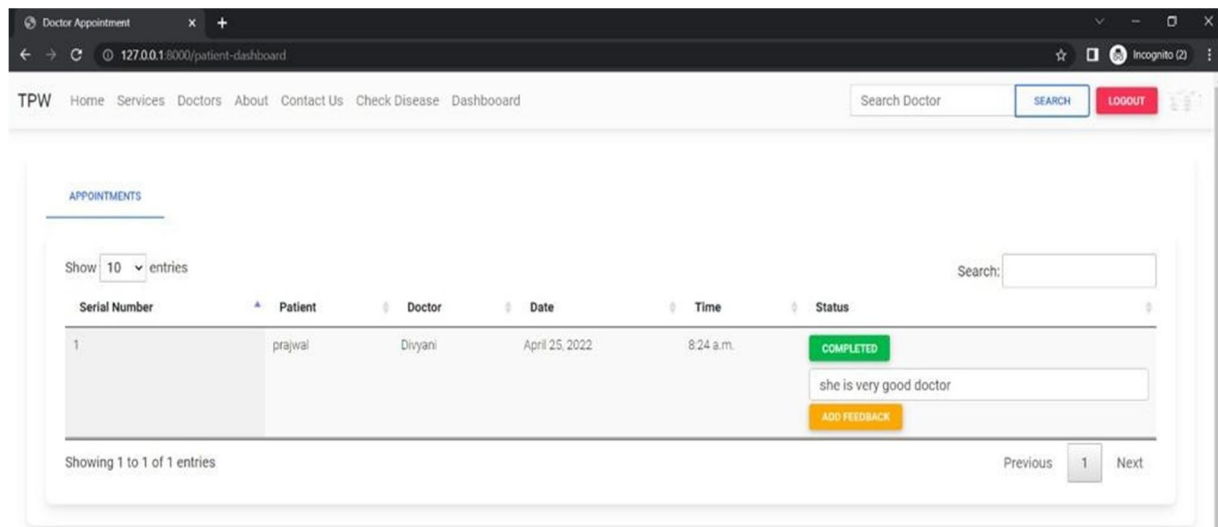 Doctor Appointment
127.0.0.1:8000/patient-dashboard Incognito (2)
TPW Home Services Doctors About Contact Us Check Disease Dashbooard Search Doctor SEARCH LOGOUT
APPOINTMENTS
Show 10 entries Search:
Serial Number Patient Doctor Date Time Status
1 prajwal Divyani April 25, 2022 8:24 a.m. COMPLETED
she is very good doctor
ADD FEEDBACK
Showing 1 to 1 of 1 entries Previous 1 Next